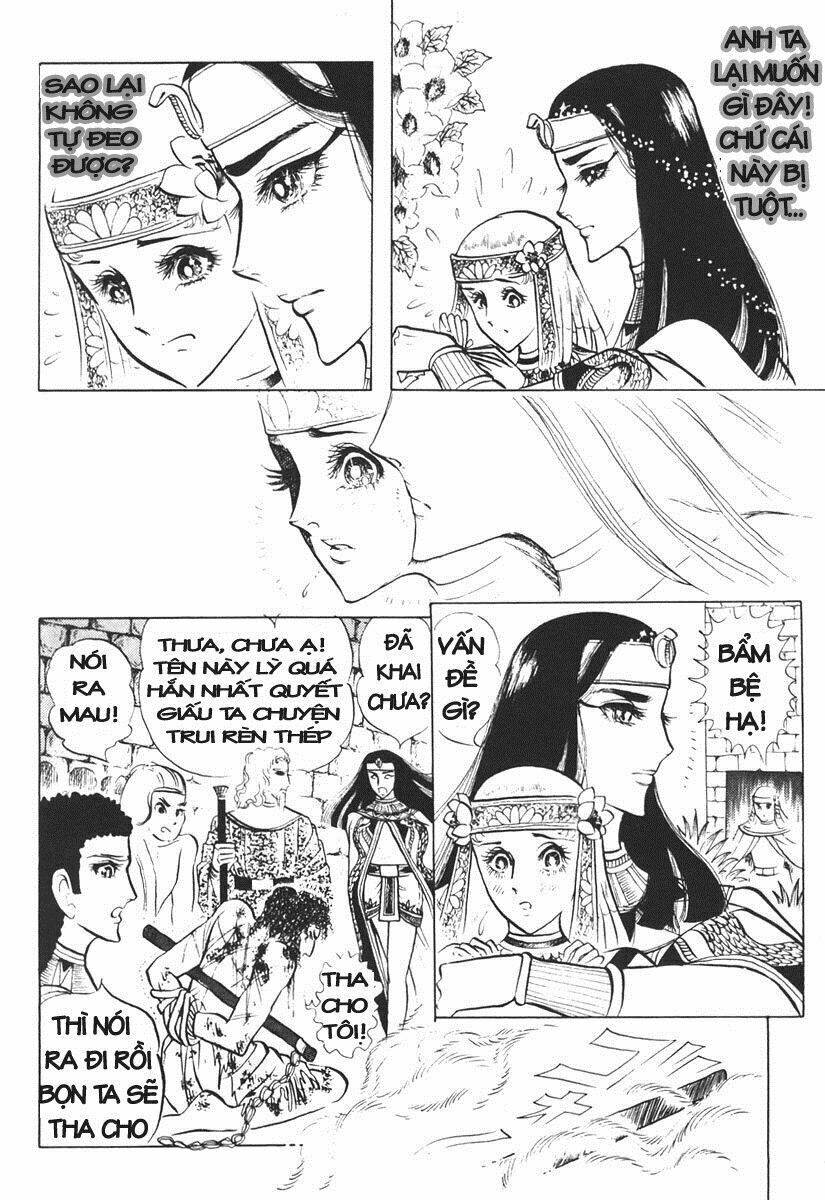 ANH TA
LẠI MUỐN
GÌ ĐÂY!
CHỨ CÁI
NÀY BỊ
TUỘT...
SAO LẠI
KHÔNG
TỰ ĐEO
ĐƯỢC?
BẨM
BỆ
HẠ!
VẤN
ĐỀ
GÌ?
ĐÃ
KHAI
CHƯA?
THƯA, CHƯA Ạ!
TÊN NÀY LỲ QUÁ
HẮN NHẤT QUYẾT
GIẤU TA CHUYỆN
TRUI RÈN THÉP
NÓI
RA
MAU!
THA
CHO
TÔI!
THÌ NÓI
RA ĐI RỒI
BỌN TA SẼ
THA CHO